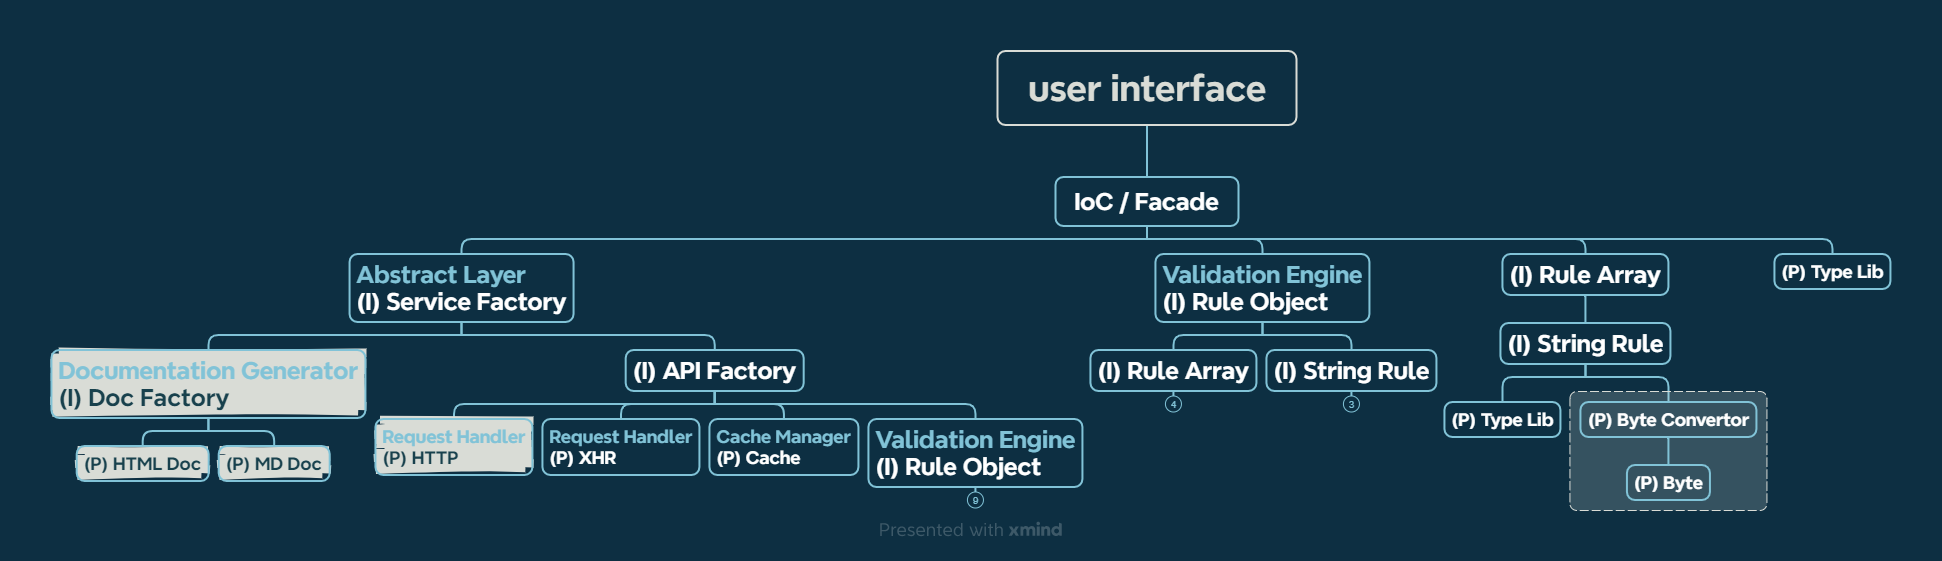 user interface
IoC / Facade
Abstract Layer
(I) Service Factory
Validation Engine
(I) Rule Object
(I) Rule Array
(P) Type Lib
Documentation Generator
(I) Doc Factory
(I) API Factory
(I) Rule Array
4
(I) String Rule
3
(I) String Rule
(P) HTML Doc
(P) MD Doc
Request Handler
(P) HTTP
Request Handler
(P) XHR
Cache Manager
(P) Cache
Validation Engine
(I) Rule Object
9
(P) Type Lib
(P) Byte Convertor
(P) Byte
Presented with xmind